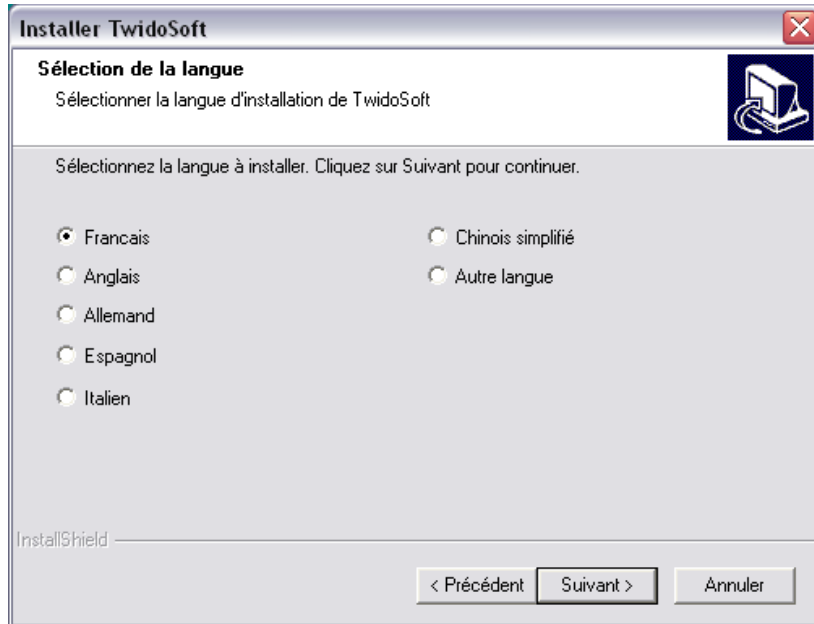 Installer TwidoSoft
Sélection de la langue
Sélectionner la langue d'installation de TwidoSoft
Sélectionnez la langue à installer. Cliquez sur Suivant pour continuer.
Francais
Anglais
Allemand
Espagnol
Italien
Chinois simplifié
Autre langue
InstallShield
< Précédent Suivant > Annuler